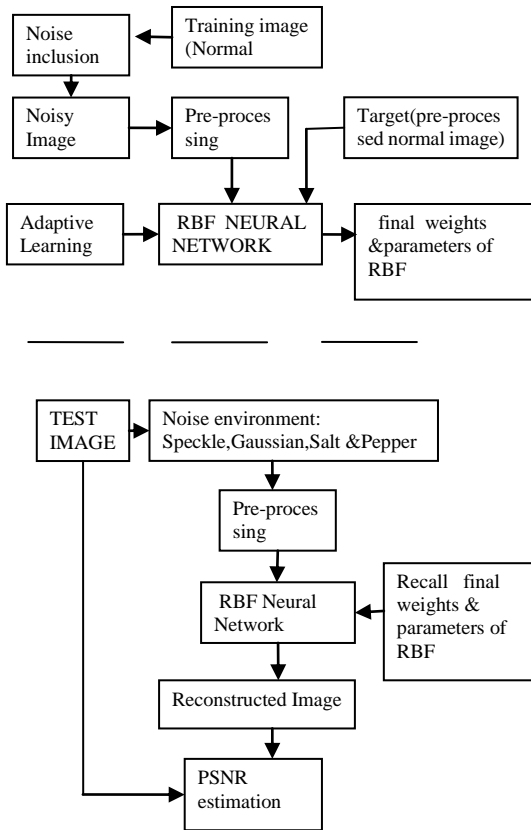 Noise
inclusion
Training image
(Normal
Noisy
Image
Pre-proces
sing
Target(pre-proces
sed normal image)
Adaptive
Learning
RBF NEURAL
NETWORK
final weights
&parameters of
RBF
TEST
IMAGE
Noise environment:
Speckle,Gaussian,Salt &Pepper
Pre-proces
sing
RBF Neural
Network
Recall final
weights &
parameters of
RBF
Reconstructed Image
PSNR
estimation